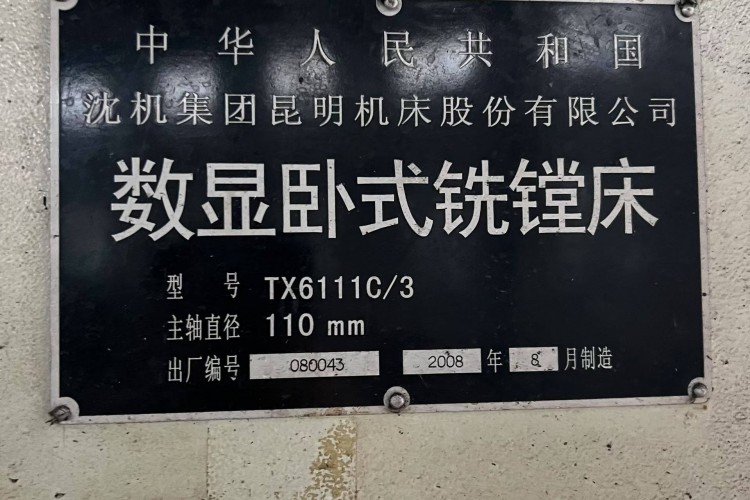 中华人民共和国
沈机集团昆明机床股份有限公司
数显卧式铣镗床
型号 TX6111C/3
主轴直径 110 mm
出厂编号 080043 2008 年 8 月制造